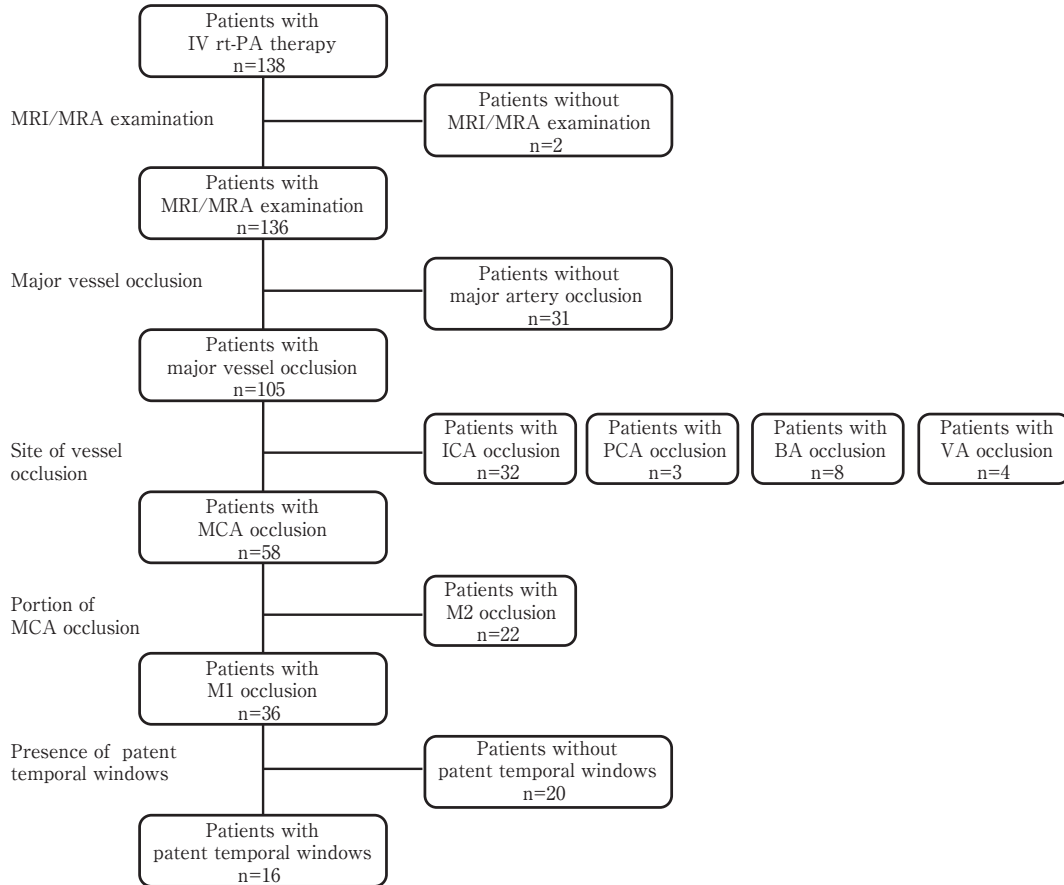 Patients with
IV rt-PA therapy
n=138
MRI/MRA examination
Patients without
MRI/MRA examination
n=2
Patients with
MRI/MRA examination
n=136
Major vessel occlusion
Patients without
major artery occlusion
n=31
Patients with
major vessel occlusion
n=105
Site of vessel
occlusion
Patients with
ICA occlusion
n=32
Patients with
PCA occlusion
n=3
Patients with
BA occlusion
n=8
Patients with
VA occlusion
n=4
Patients with
MCA occlusion
n=58
Portion of
MCA occlusion
Patients with
M2 occlusion
n=22
Patients with
M1 occlusion
n=36
Presence of patent
temporal windows
Patients without
patent temporal windows
n=20
Patients with
patent temporal windows
n=16